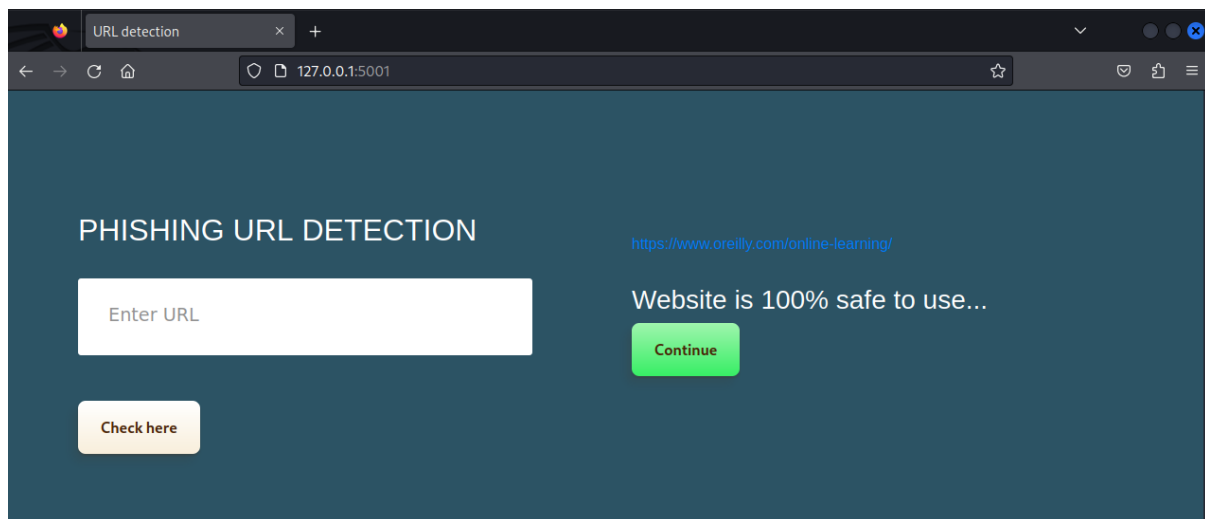 URL detection
127.0.0.1:5001
PHISHING URL DETECTION
Enter URL
Check here
https://www.oreilly.com/online-learning/
Website is 100% safe to use...
Continue